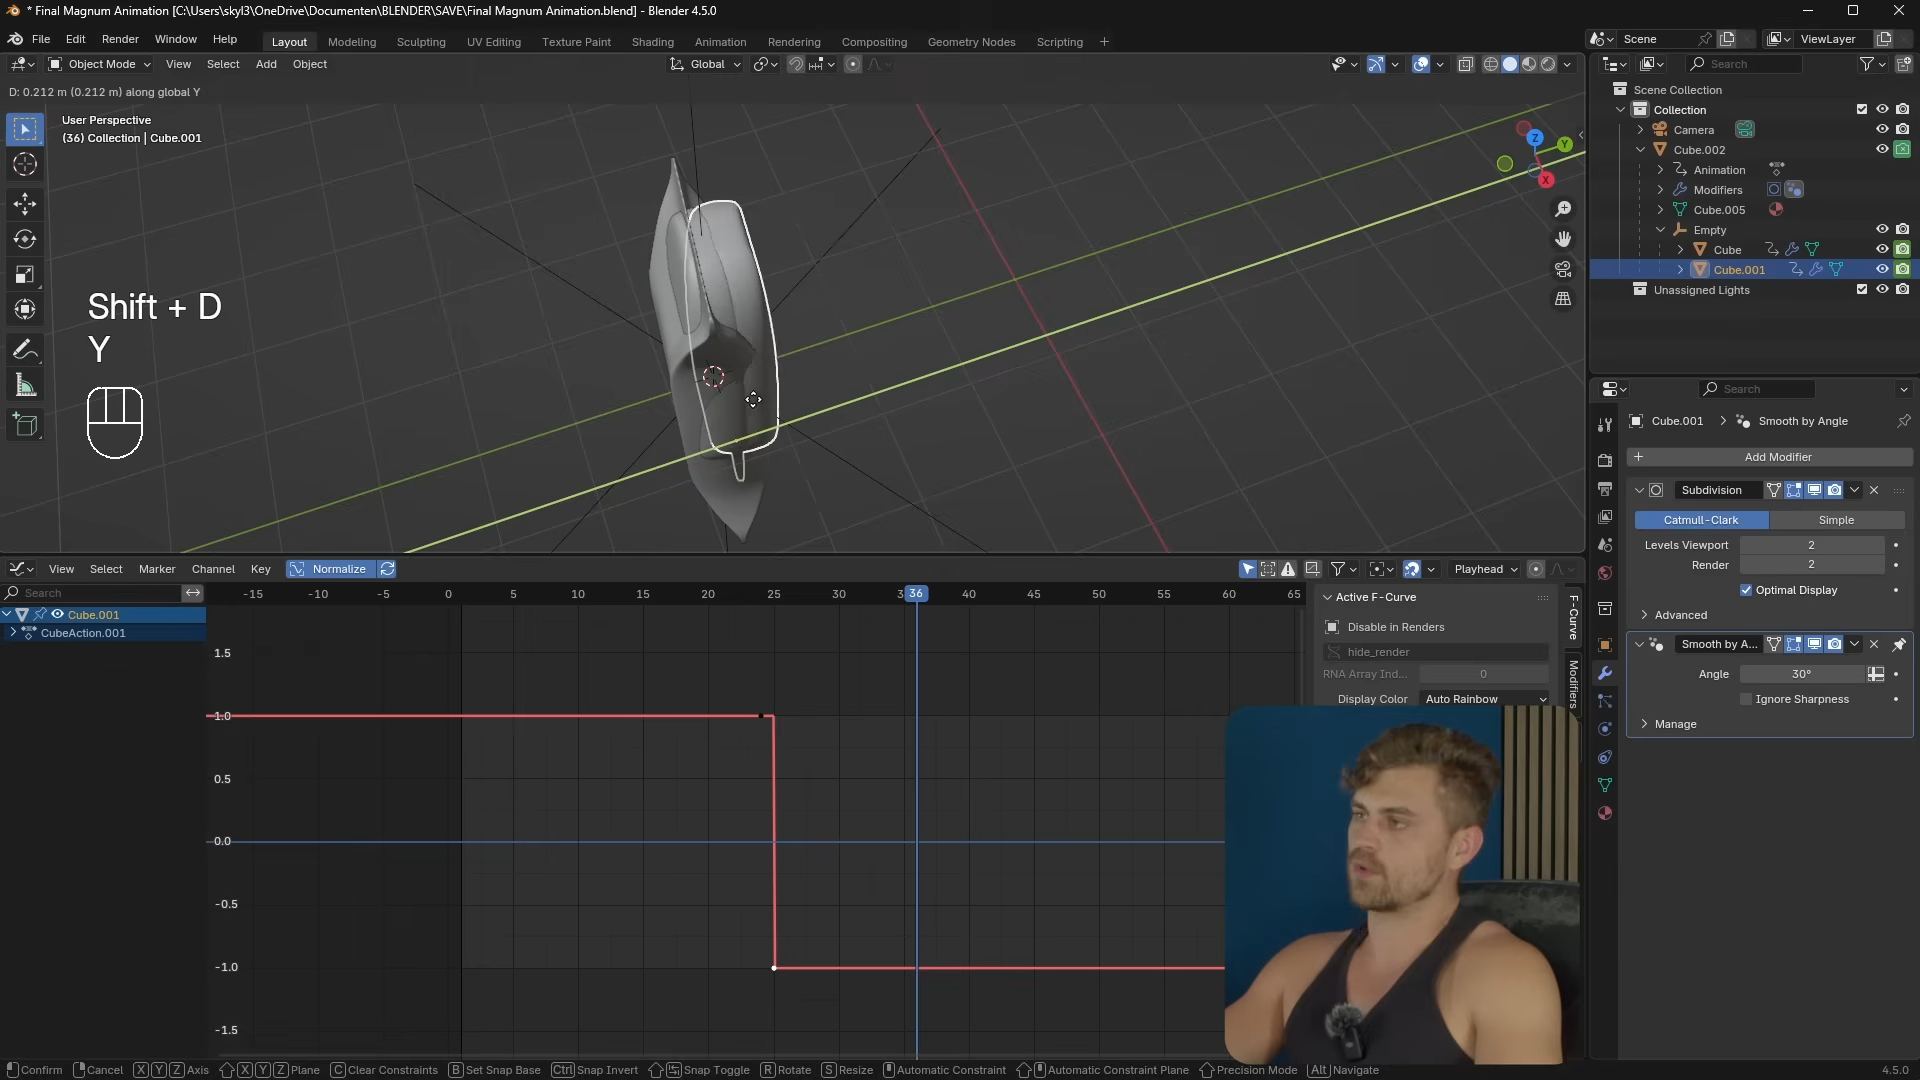 * Final Magnum Animation [C:\Users\skyl3\OneDrive\Documenten\BLENDER\SAVE\Final Magnum Animation.blend] - Blender 4.5.0
File Edit Render Window Help Layout Modeling Sculpting UV Editing Texture Paint Shading Animation Rendering Compositing Geometry Nodes Scripting + Scene ViewLayer
Object Mode View Select Add Object Global Search
D: 0.212 m (0.212 m) along global Y
User Perspective
(36) Collection | Cube.001
Z
Y
X
Shift + D
Y
Scene Collection
Collection
Camera
Cube.002
Animation
Modifiers
Cube.005
Empty
Cube
Cube.001
Unassigned Lights
Search
Cube.001 Smooth by Angle
+ Add Modifier
Subdivision
Catmull-Clark Simple
Levels Viewport 2
Render 2
Optimal Display
Advanced
Smooth by A...
Angle 30°
Ignore Sharpness
Manage
View Select Marker Channel Key Normalize Playhead
Search
-15 -10 -5 0 5 10 15 20 25 30 3 36 40 45 50 55 60 65
Cube.001
CubeAction.001
1.5
1.0
0.5
0.0
-0.5
-1.0
-1.5
Active F-Curve
Disable in Renders
hide_render
RNA Array Ind... 0
Display Color Auto Rainbow
F-Curve
Modifiers
Confirm Cancel X Y Z Axis X Y Z Plane C Clear Constraints B Set Snap Base Ctrl Snap Invert Snap Toggle R Rotate S Resize Automatic Constraint Automatic Constraint Plane Precision Mode Alt Navigate 4.5.0